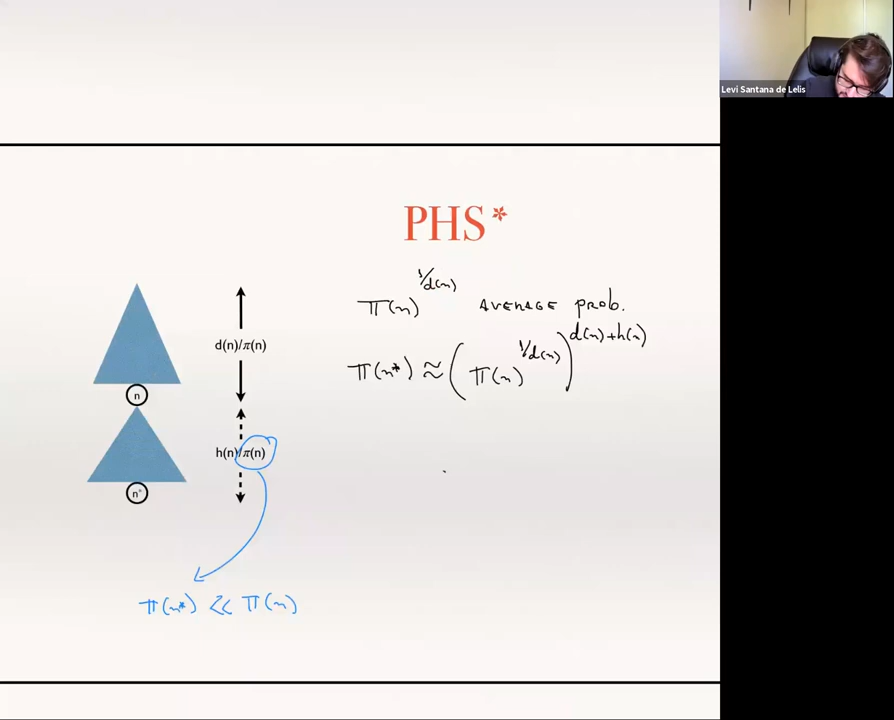 Levi Santana de Lelis
PHS*
π(n)^{1/d(n)} AVERAGE prob.
d(n)/π(n)
π(n*) ≈ (π(n)^{1/d(n)})^{d(n)+h(n)}
n
h(n)/π(n)
n*
π(n*) << π(n)